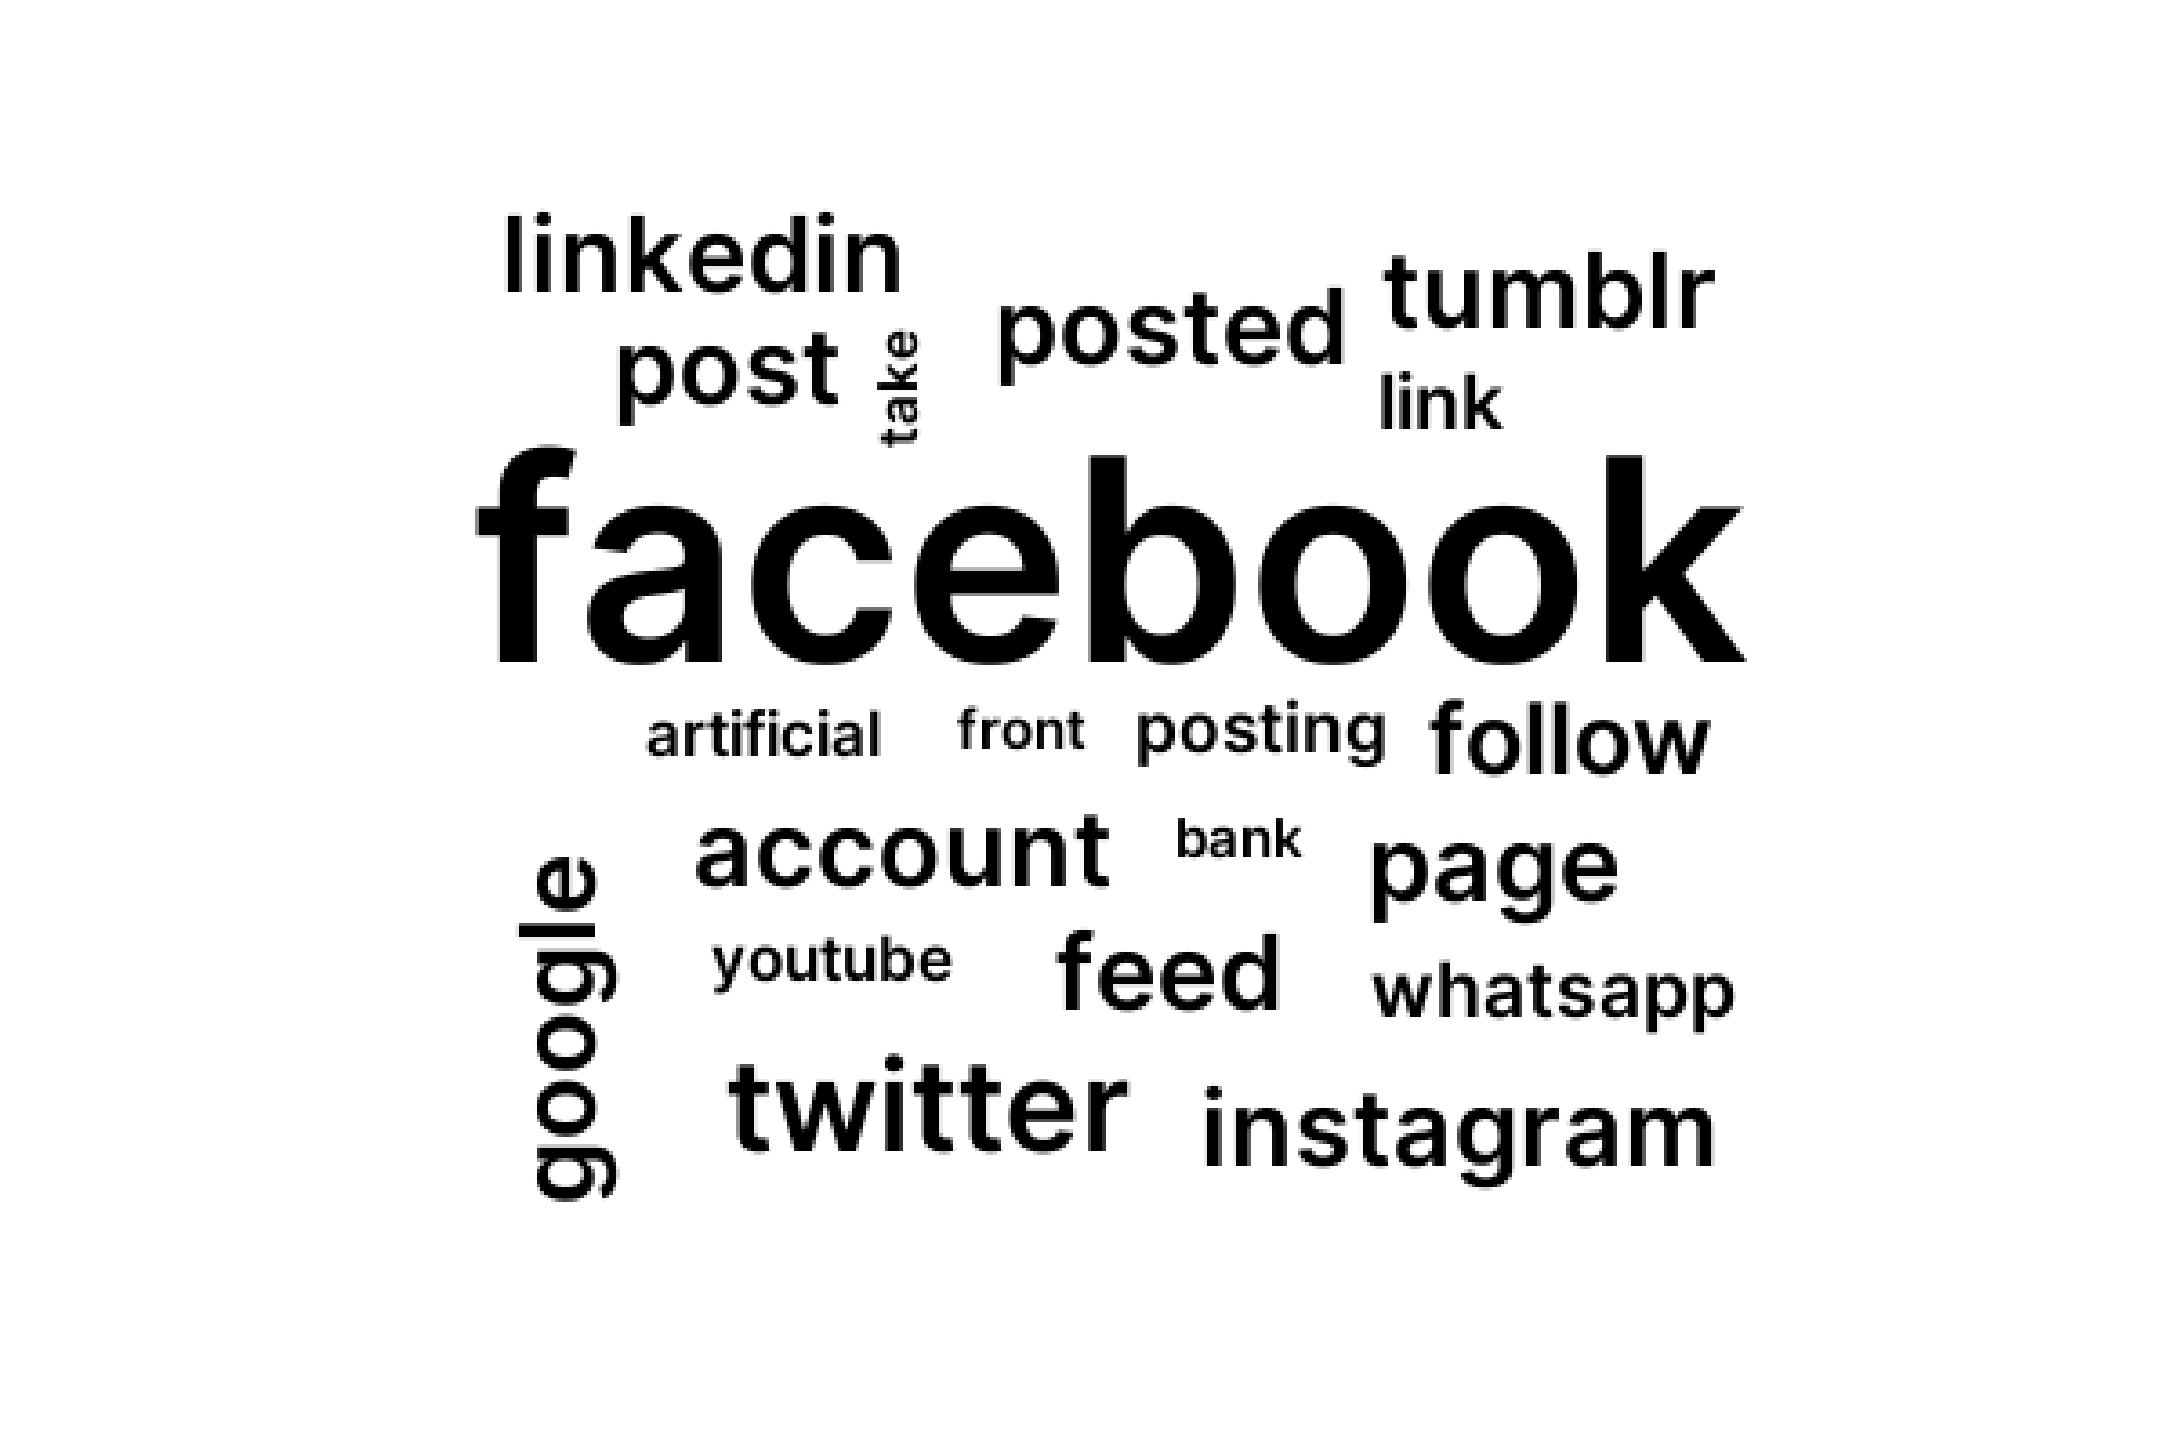 linkedin
tumblr
posted
post
take
link
facebook
artificial
front
posting
follow
account
bank
page
google
youtube
feed
whatsapp
twitter
instagram